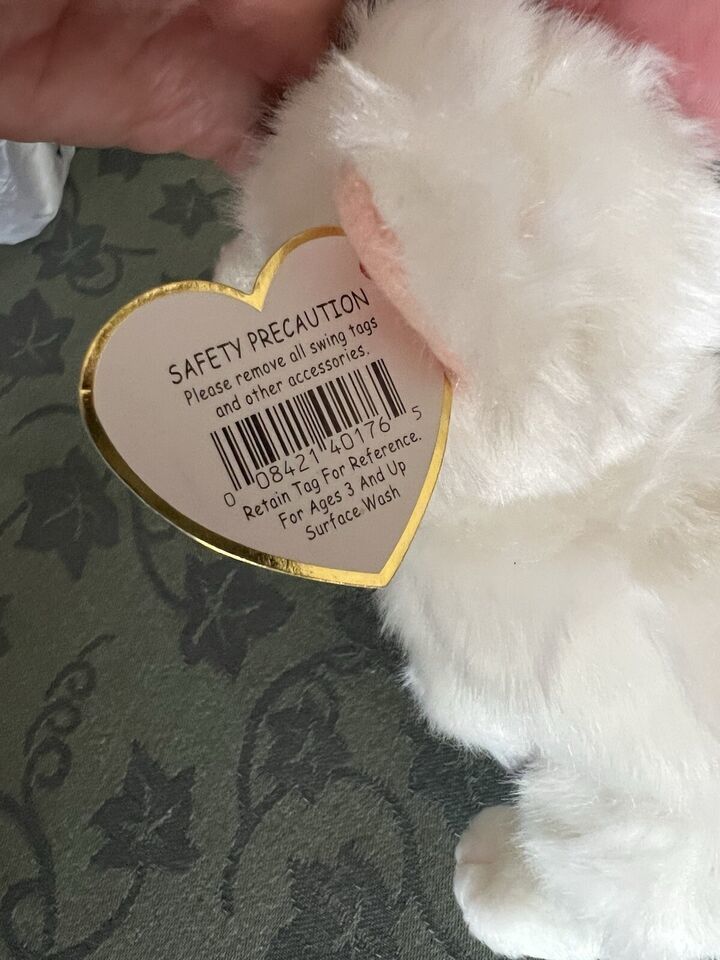 SAFETY PRECAUTION
Please remove all swing tags
and other accessories.
0 08421 40176 5
Retain Tag For Reference.
For Ages 3 And Up
Surface Wash